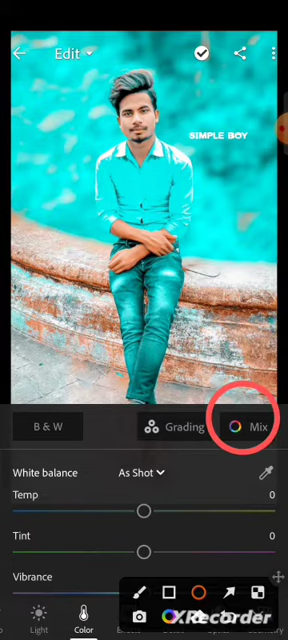 Edit
SIMPLE BOY
B & W
Grading
Mix
White balance
As Shot
Temp
0
Tint
0
Vibrance
XRecorder
Light
Color